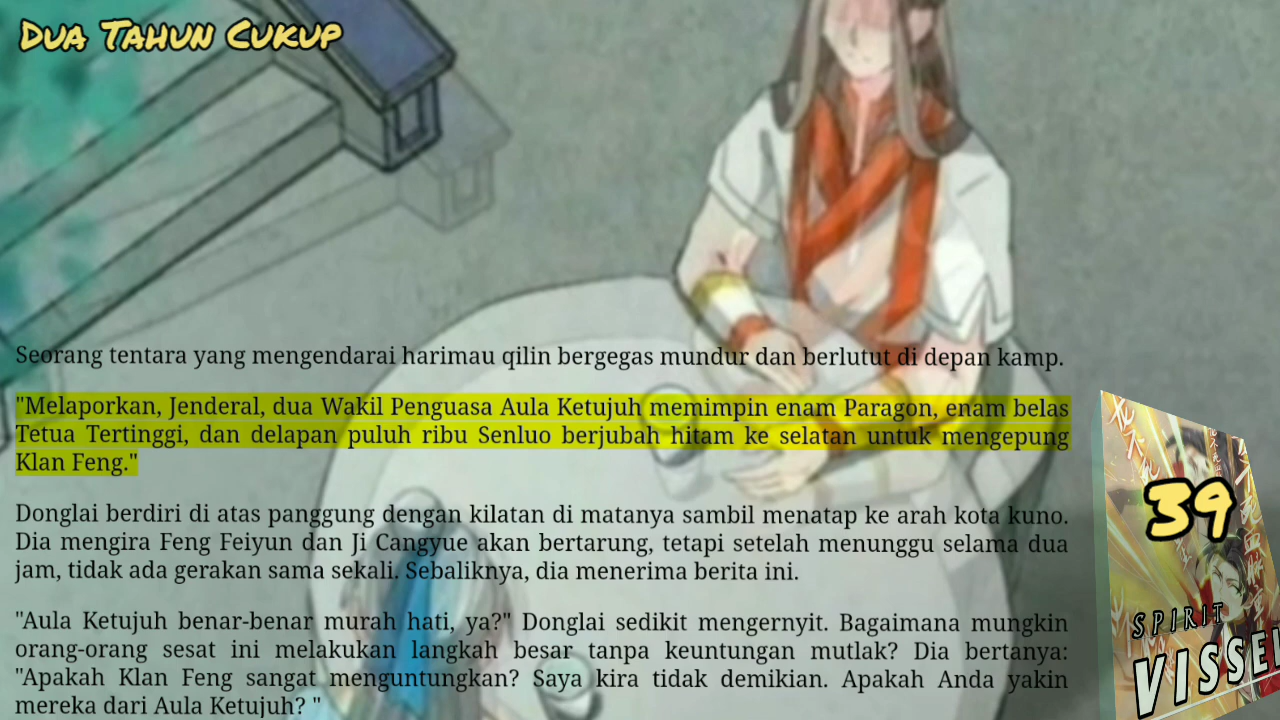 Dua Tahun Cukup
Seorang tentara yang mengendarai harimau qilin bergegas mundur dan berlutut di depan kamp.
"Melaporkan, Jenderal, dua Wakil Penguasa Aula Ketujuh memimpin enam Paragon, enam belas
Tetua Tertinggi, dan delapan puluh ribu Senluo berjubah hitam ke selatan untuk mengepung
Klan Feng."
Donglai berdiri di atas panggung dengan kilatan di matanya sambil menatap ke arah kota kuno.
Dia mengira Feng Feiyun dan Ji Cangyue akan bertarung, tetapi setelah menunggu selama dua
jam, tidak ada gerakan sama sekali. Sebaliknya, dia menerima berita ini.
"Aula Ketujuh benar-benar murah hati, ya?" Donglai sedikit mengernyit. Bagaimana mungkin
orang-orang sesat ini melakukan langkah besar tanpa keuntungan mutlak? Dia bertanya:
"Apakah Klan Feng sangat menguntungkan? Saya kira tidak demikian. Apakah Anda yakin
mereka dari Aula Ketujuh? "
39
SPIRIT
VISSEL